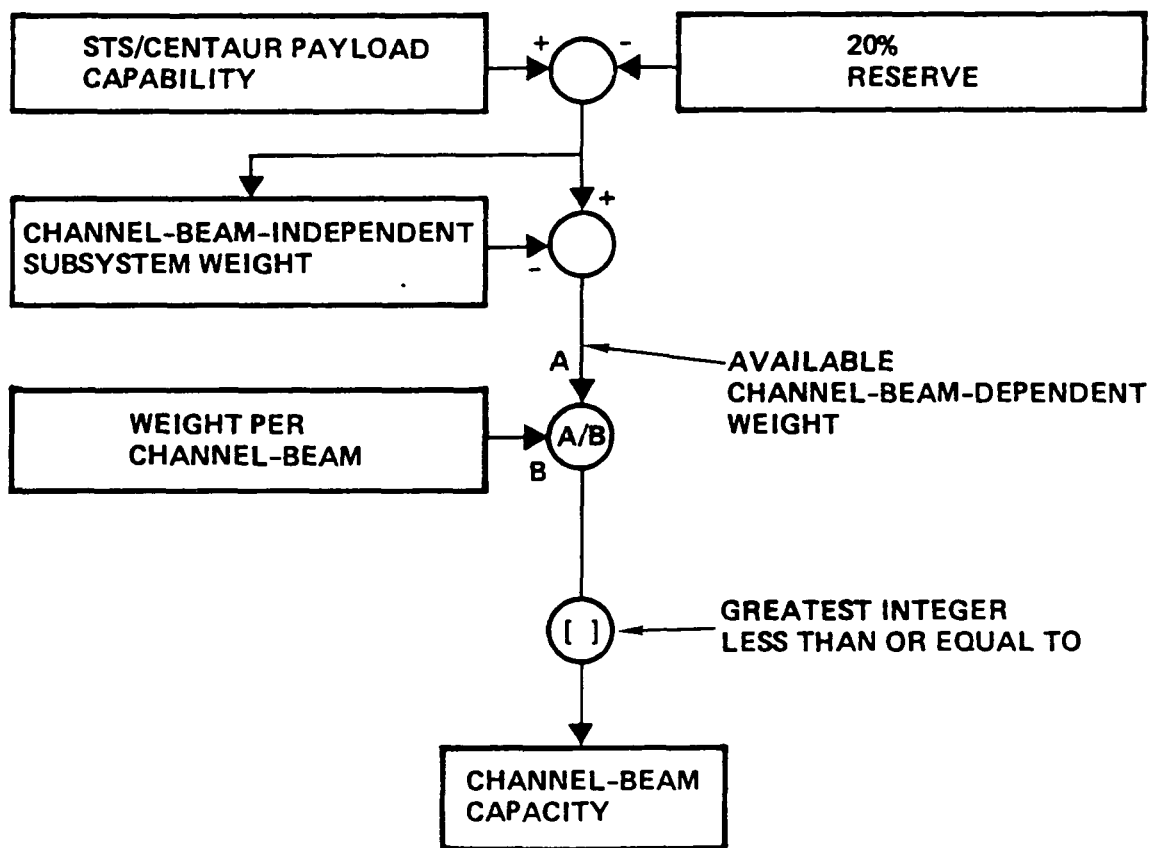 STS/CENTAUR PAYLOAD
CAPABILITY
+
-
20%
RESERVE
+
CHANNEL-BEAM-INDEPENDENT
SUBSYSTEM WEIGHT
-
A
AVAILABLE
CHANNEL-BEAM-DEPENDENT
WEIGHT
WEIGHT PER
CHANNEL-BEAM
A/B
B
[ ]
GREATEST INTEGER
LESS THAN OR EQUAL TO
CHANNEL-BEAM
CAPACITY